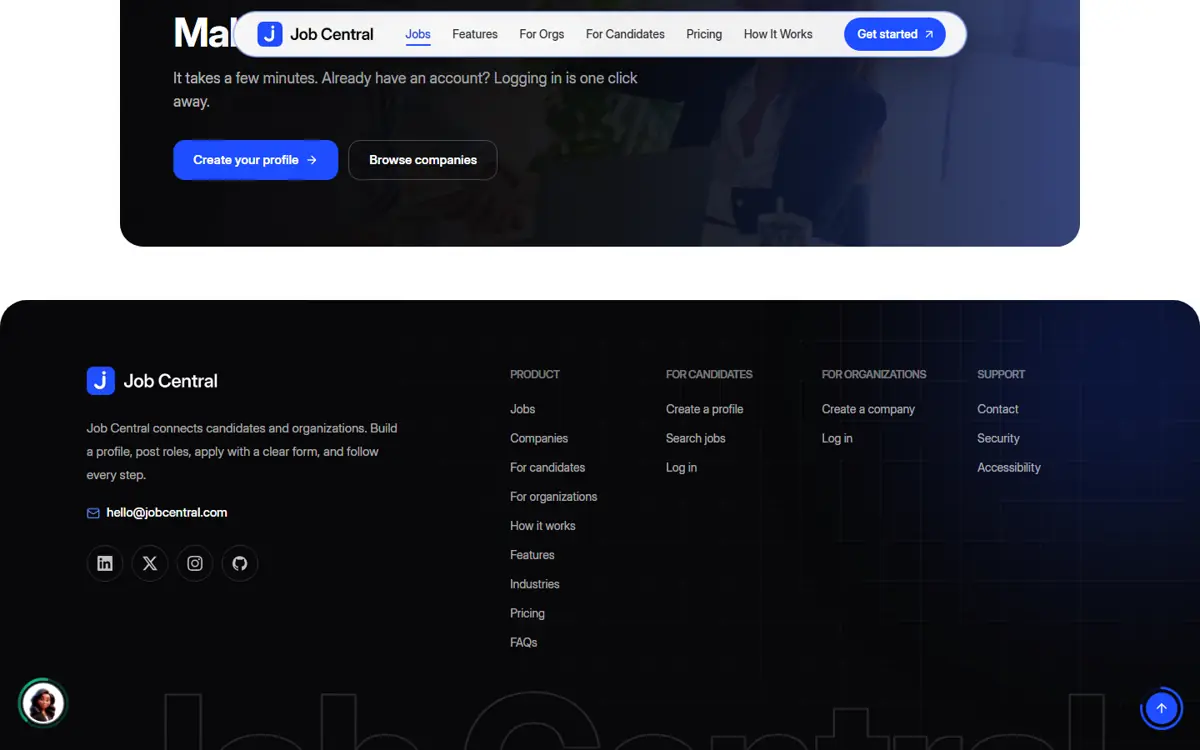 Job Central
Jobs
Features
For Orgs
For Candidates
Pricing
How It Works
Get started
It takes a few minutes. Already have an account? Logging in is one click
away.
Create your profile
Browse companies
Job Central
Job Central connects candidates and organizations. Build
a profile, post roles, apply with a clear form, and follow
every step.
hello@jobcentral.com
PRODUCT
Jobs
Companies
For candidates
For organizations
How it works
Features
Industries
Pricing
FAQs
FOR CANDIDATES
Create a profile
Search jobs
Log in
FOR ORGANIZATIONS
Create a company
Log in
SUPPORT
Contact
Security
Accessibility
Job Central